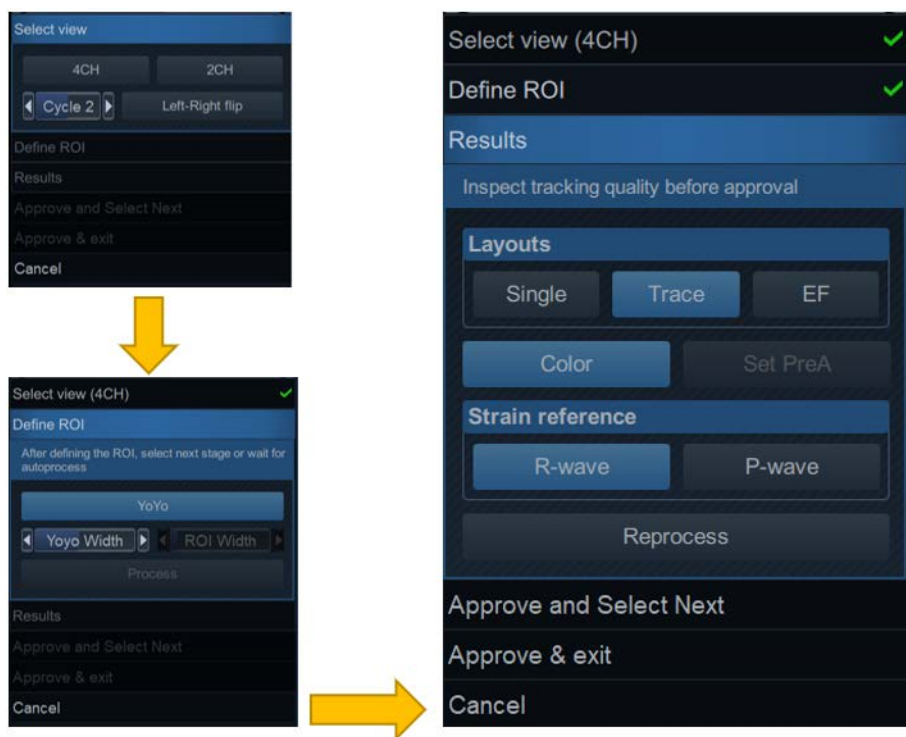 Select view
4CH 2CH
Cycle 2 Left-Right flip
Define ROI
Results
Approve and Select Next
Approve & exit
Cancel
Select view (4CH)
Define ROI
After defining the ROI, select next stage or wait for
autoprocess
YoYo
Yoyo Width ROI Width
Process
Results
Approve and Select Next
Approve & exit
Cancel
Select view (4CH)
Define ROI
Results
Inspect tracking quality before approval
Layouts
Single Trace EF
Color Set PreA
Strain reference
R-wave P-wave
Reprocess
Approve and Select Next
Approve & exit
Cancel